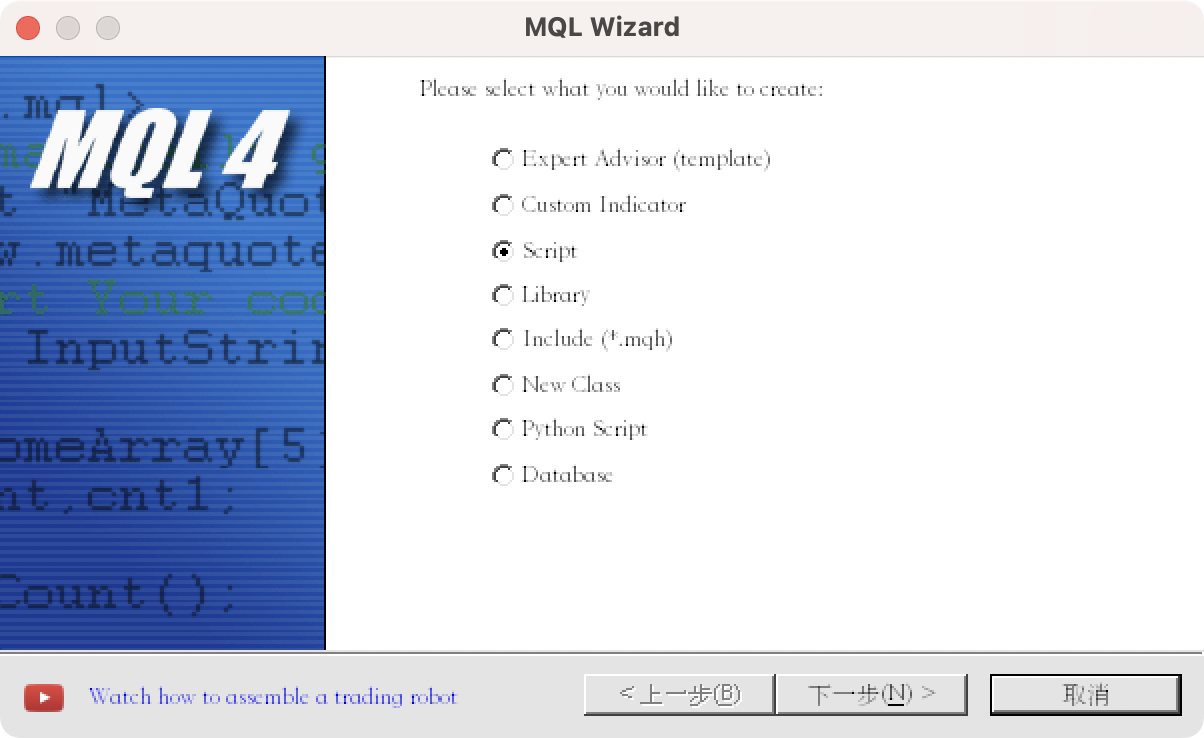 MQL Wizard
.mql>
MQL 4
MetaQuot
w.metaquote
rt Your coo
InputStrin
omeArray[5]
nt,cnt1;
Count();
Please select what you would like to create:
Expert Advisor (template)
Custom Indicator
Script
Library
Include (*.mqh)
New Class
Python Script
Database
Watch how to assemble a trading robot
< 上一步(B)
下一步(N) >
取消